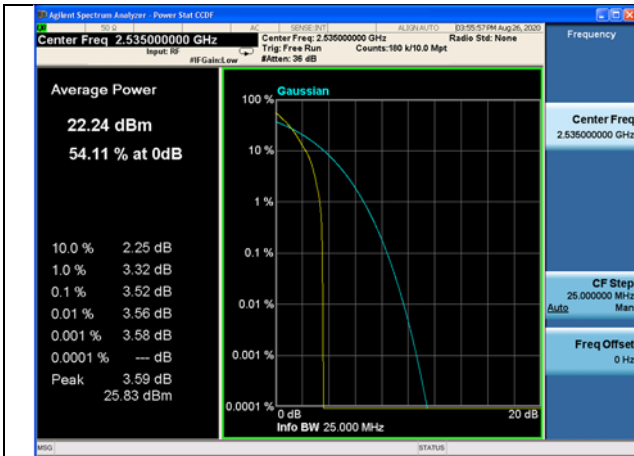 Agilent Spectrum Analyzer - Power Stat CCDF
50 Ω AC SENSE:INT ALIGN AUTO 03:55:57 PM Aug 26, 2020
Center Freq 2.535000000 GHz
Input: RF
#IFGain:Low
Center Freq: 2.535000000 GHz
Trig: Free Run Counts:180 k/10.0 Mpt
#Atten: 36 dB
Radio Std: None
Frequency
Average Power
22.24 dBm
54.11 % at 0dB
10.0 % 2.25 dB
1.0 % 3.32 dB
0.1 % 3.52 dB
0.01 % 3.56 dB
0.001 % 3.58 dB
0.0001 % --- dB
Peak 3.59 dB
25.83 dBm
Gaussian
100 %
10 %
1 %
0.1 %
0.01 %
0.001 %
0.0001 %
0 dB 20 dB
Info BW 25.000 MHz
Center Freq
2.535000000 GHz
CF Step
25.000000 MHz
Auto Man
Freq Offset
0 Hz
MSG STATUS